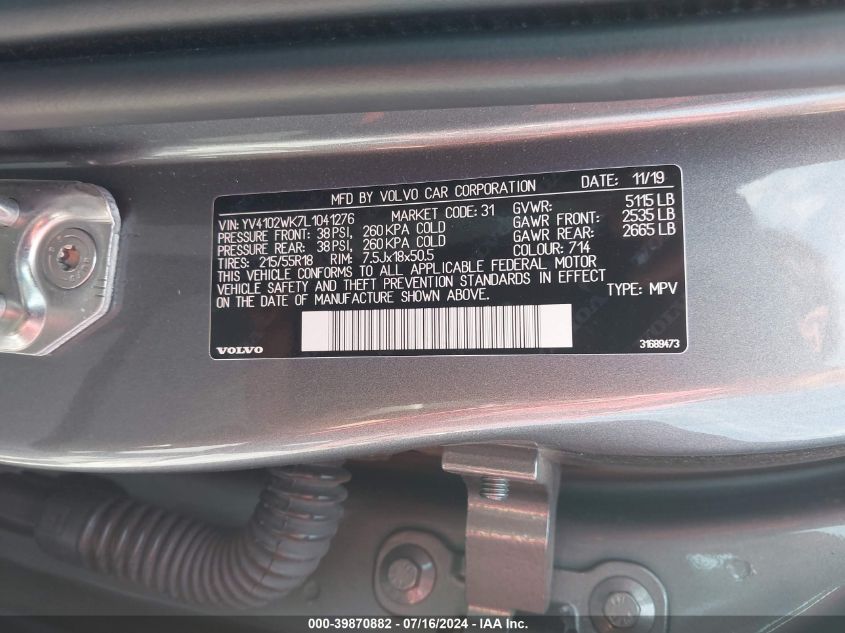 MFD BY VOLVO CAR CORPORATION DATE: 11/19
VIN: YV4102WK7L1041276 MARKET CODE: 31 GVWR: 5115 LB
PRESSURE FRONT: 38 PSI, 260 KPA COLD GAWR FRONT: 2535 LB
PRESSURE REAR: 38 PSI, 260 KPA COLD GAWR REAR: 2665 LB
TIRES: 215/55R18 RIM: 7.5Jx18x50.5 COLOUR: 714
THIS VEHICLE CONFORMS TO ALL APPLICABLE FEDERAL MOTOR
VEHICLE SAFETY AND THEFT PREVENTION STANDARDS IN EFFECT
ON THE DATE OF MANUFACTURE SHOWN ABOVE. TYPE: MPV
VOLVO 31689473
000-39870882 - 07/16/2024 - IAA Inc.